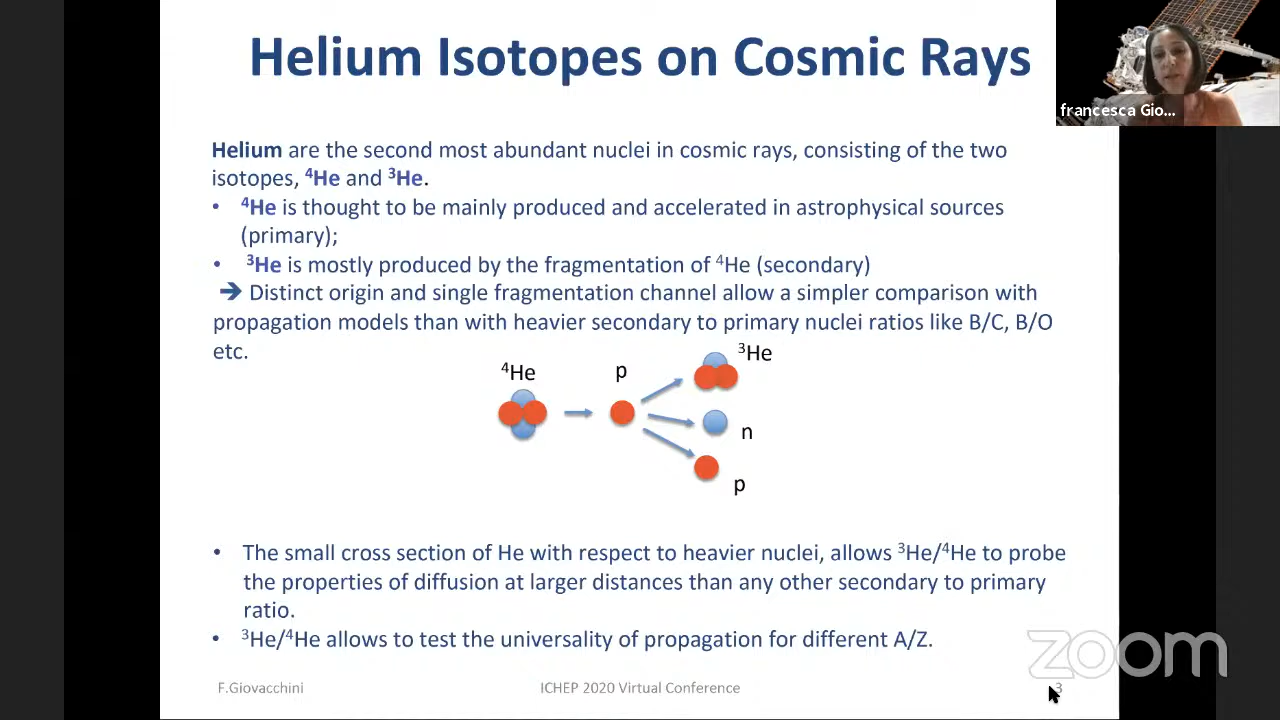 Helium Isotopes on Cosmic Rays
francesca Gio...
Helium are the second most abundant nuclei in cosmic rays, consisting of the two
isotopes, ⁴He and ³He.
• ⁴He is thought to be mainly produced and accelerated in astrophysical sources
(primary);
• ³He is mostly produced by the fragmentation of ⁴He (secondary)
➔ Distinct origin and single fragmentation channel allow a simpler comparison with
propagation models than with heavier secondary to primary nuclei ratios like B/C, B/O
etc.
⁴He
p
³He
n
p
• The small cross section of He with respect to heavier nuclei, allows ³He/⁴He to probe
the properties of diffusion at larger distances than any other secondary to primary
ratio.
• ³He/⁴He allows to test the universality of propagation for different A/Z.
zoom
F.Giovacchini
ICHEP 2020 Virtual Conference
3